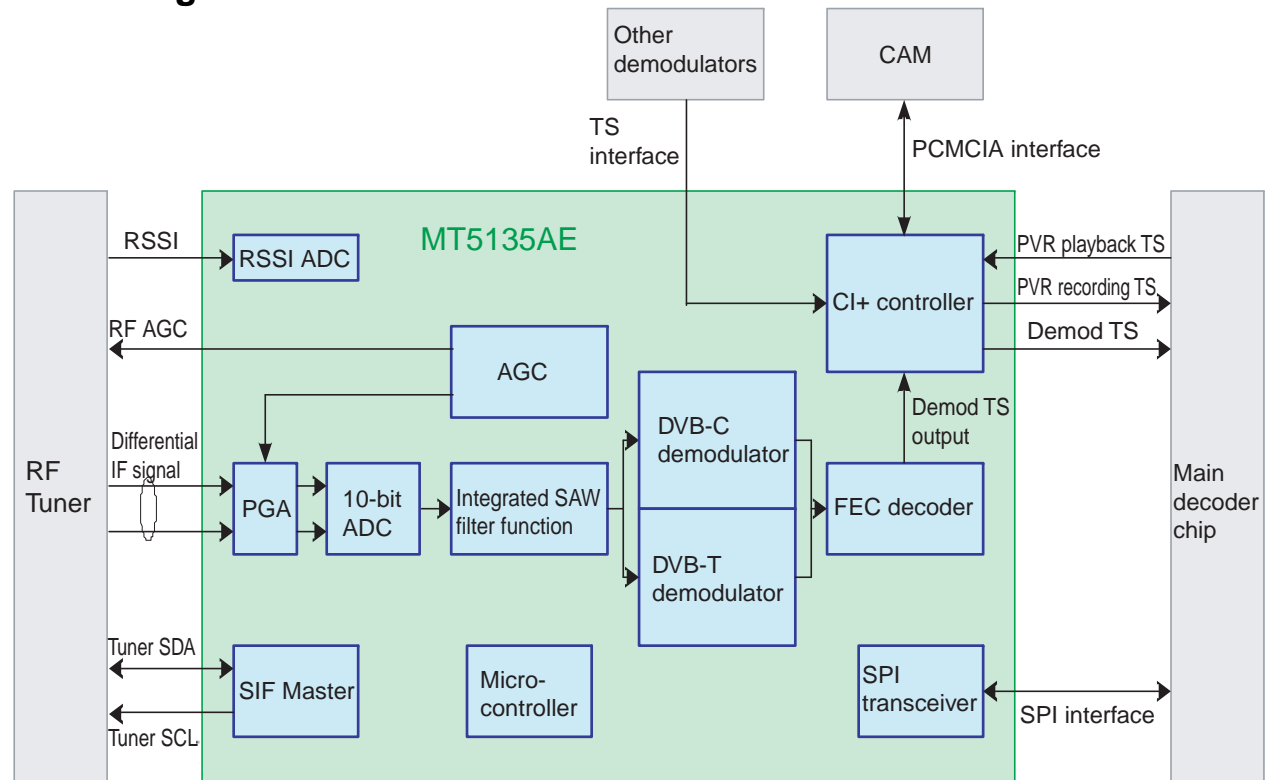 Other
demodulators
CAM
TS
interface
PCMCIA interface
MT5135AE
RSSI
RSSI ADC
PVR playback TS
CI+ controller
PVR recording TS
Demod TS
RF AGC
AGC
Demod TS
output
DVB-C
demodulator
Differential
IF signal
RF
Tuner
PGA
10-bit
ADC
Integrated SAW
filter function
FEC decoder
Main
decoder
chip
DVB-T
demodulator
Tuner SDA
SIF Master
Micro-
controller
SPI
transceiver
SPI interface
Tuner SCL